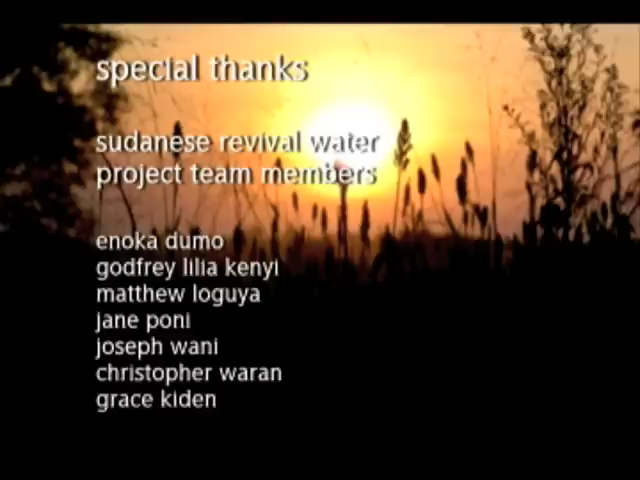 special thanks
sudanese revival water
project team members
enoka dumo
godfrey lilia kenyi
matthew loguya
jane poni
joseph wani
christopher waran
grace kiden